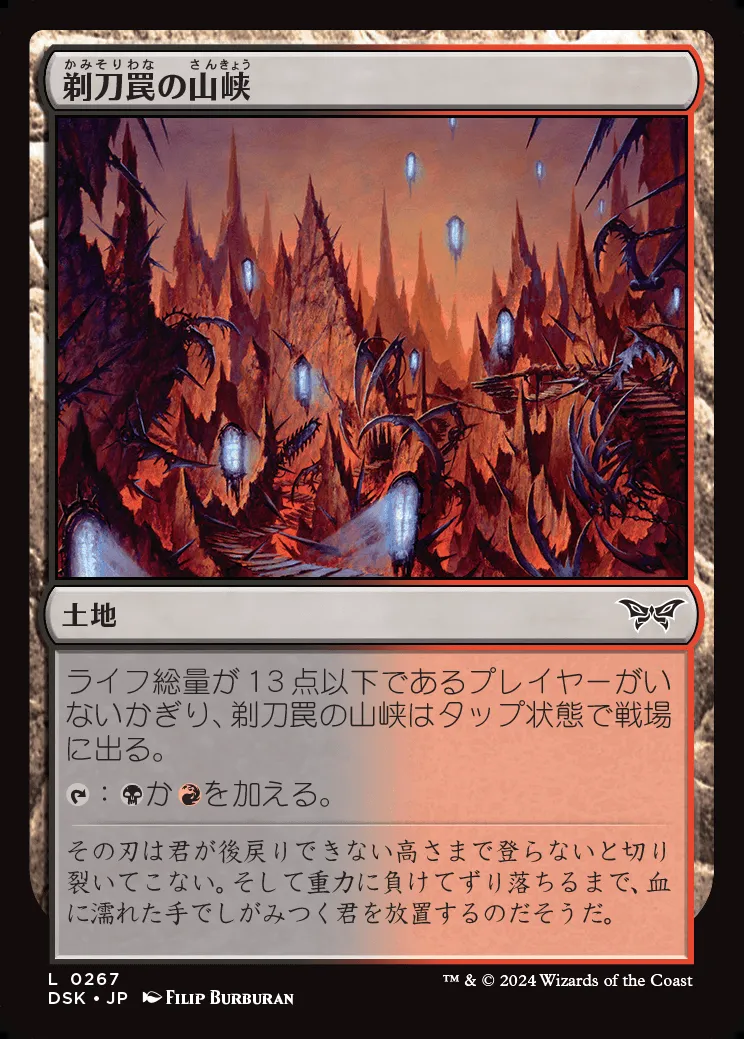 かみそりわな さんきょう
剃刀罠の山峡
土地
ライフ総量が13点以下であるプレイヤーがい
ないかぎり、剃刀罠の山峡はタップ状態で戦場
に出る。
：か を加える。
その刃は君が後戻りできない高さまで登らないと切り
裂いてこない。そして重力に負けてずり落ちるまで、血
に濡れた手でしがみつく君を放置するのだそうだ。
L 0267
DSK • JP Filip Burburan
™ & © 2024 Wizards of the Coast